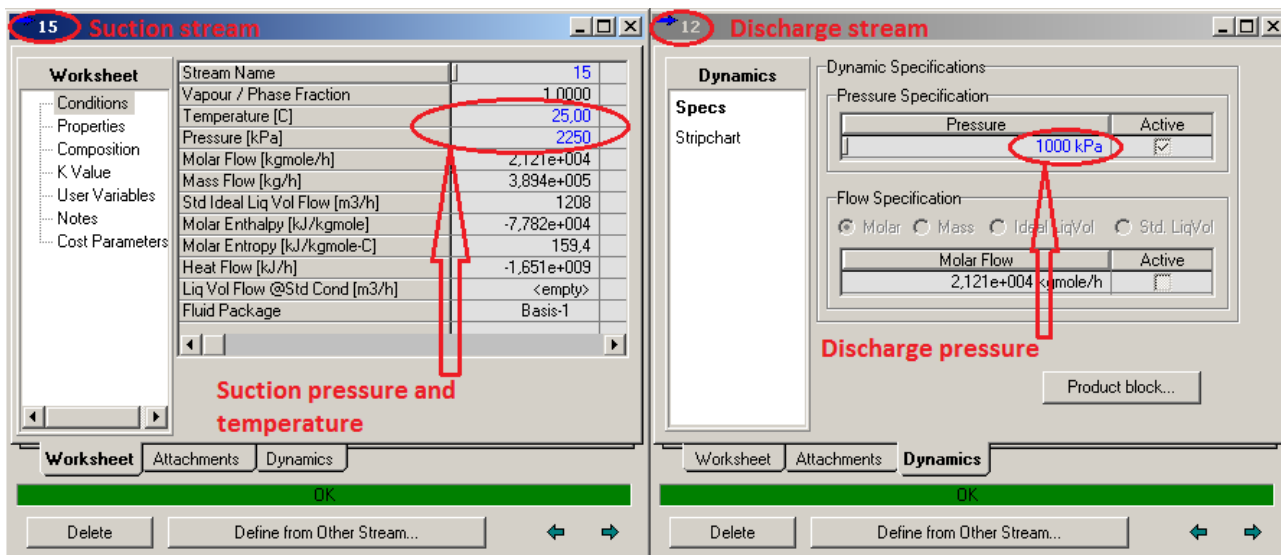 15 Suction stream
Worksheet
Conditions
Properties
Composition
K Value
User Variables
Notes
Cost Parameters
Stream Name 15
Vapour / Phase Fraction 1.0000
Temperature [C] 25,00
Pressure [kPa] 2250
Molar Flow [kgmole/h] 2,121e+004
Mass Flow [kg/h] 3,894e+005
Std Ideal Liq Vol Flow [m3/h] 1208
Molar Enthalpy [kJ/kgmole] -7,782e+004
Molar Entropy [kJ/kgmole-C] 159,4
Heat Flow [kJ/h] -1,651e+009
Liq Vol Flow @Std Cond [m3/h] <empty>
Fluid Package Basis-1
Suction pressure and
temperature
Worksheet Attachments Dynamics
OK
Delete Define from Other Stream...
12 Discharge stream
Dynamics
Specs
Stripchart
Dynamic Specifications
Pressure Specification
Pressure Active
1000 kPa
Flow Specification
Molar Mass Ideal LiqVol Std. LiqVol
Molar Flow Active
2,121e+004 kgmole/h
Discharge pressure
Product block...
Worksheet Attachments Dynamics
OK
Delete Define from Other Stream...